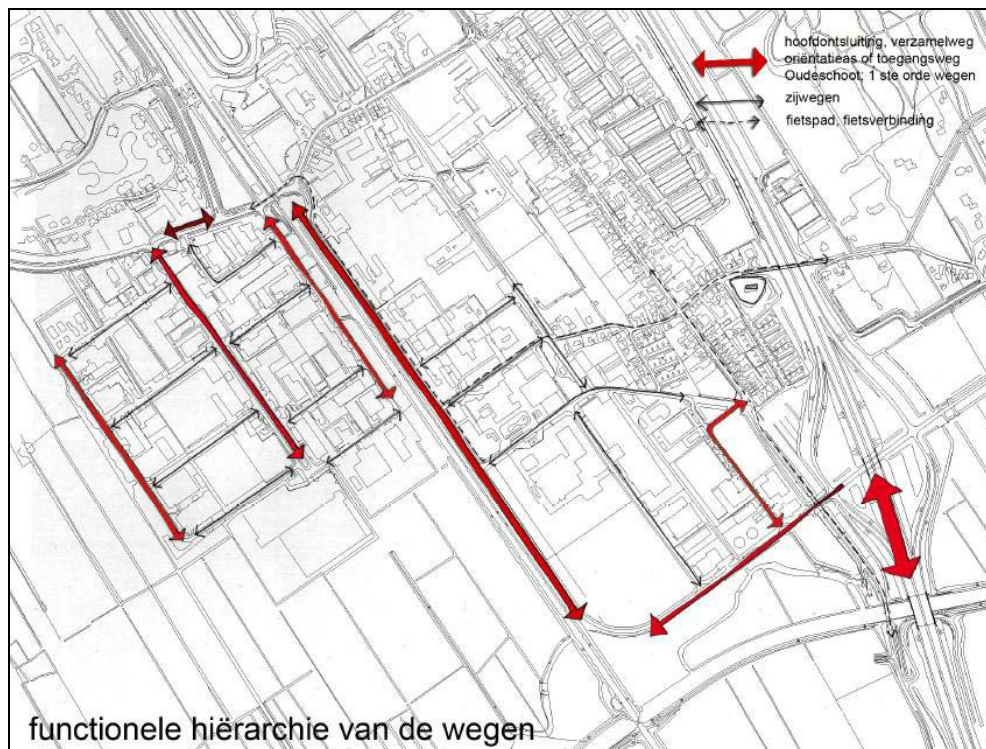 hoofdontsluiting, verzamelweg
oriëntatieas of toegangsweg
Oudeschoot; 1 ste orde wegen
zijwegen
fietspad, fietsverbinding
functionele hiërarchie van de wegen